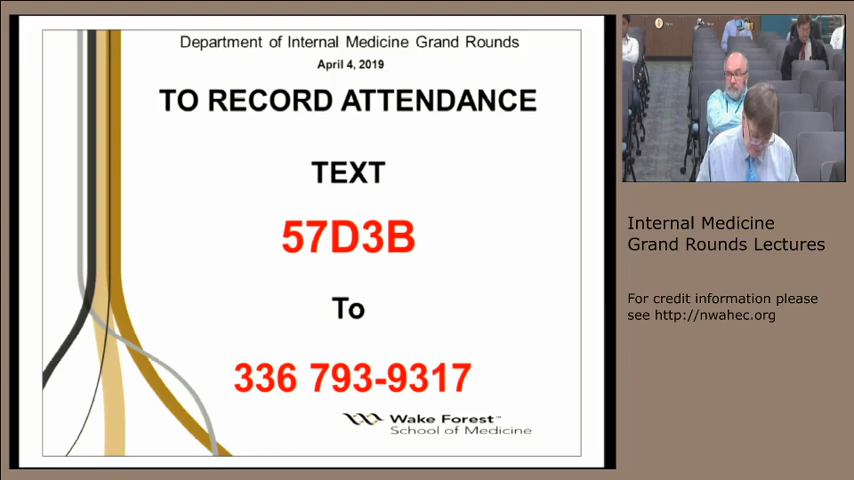 Department of Internal Medicine Grand Rounds
April 4, 2019
TO RECORD ATTENDANCE
TEXT
57D3B
To
336 793-9317
Wake Forest™
School of Medicine
Internal Medicine
Grand Rounds Lectures
For credit information please
see http://nwahec.org